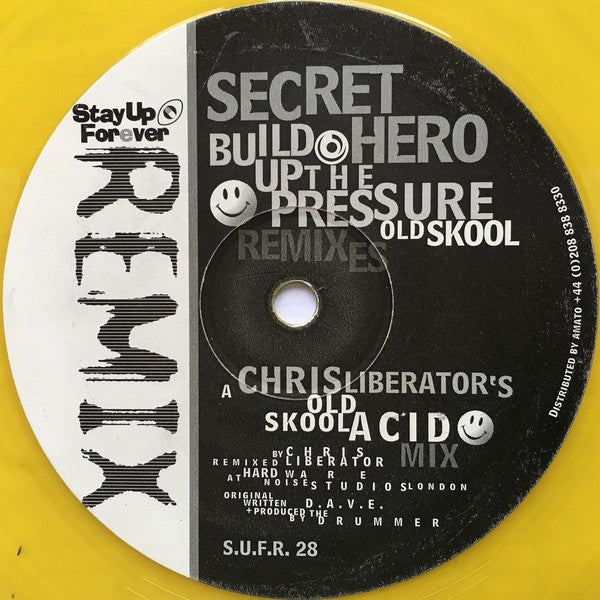 Stay Up
Forever
REMIX
SECRET
HERO
BUILD
UP THE
PRESSURE
OLD SKOOL
REMIXES
A CHRIS LIBERATOR'S
OLD
SKOOL ACID
MIX
BY CHRIS
REMIXED LIBERATOR
AT HARDWARE
NOISE STUDIOS LONDON
ORIGINAL
WRITTEN D.A.V.E.
+ PRODUCED THE
BY DRUMMER
S.U.F.R. 28
DISTRIBUTED BY AMATO +44 (0)208 838 8330